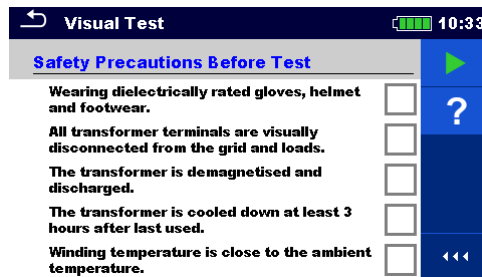 Visual Test
10:33
Safety Precautions Before Test
Wearing dielectrically rated gloves, helmet
and footwear.
All transformer terminals are visually
disconnected from the grid and loads.
The transformer is demagnetised and
discharged.
The transformer is cooled down at least 3
hours after last used.
Winding temperature is close to the ambient
temperature.
?